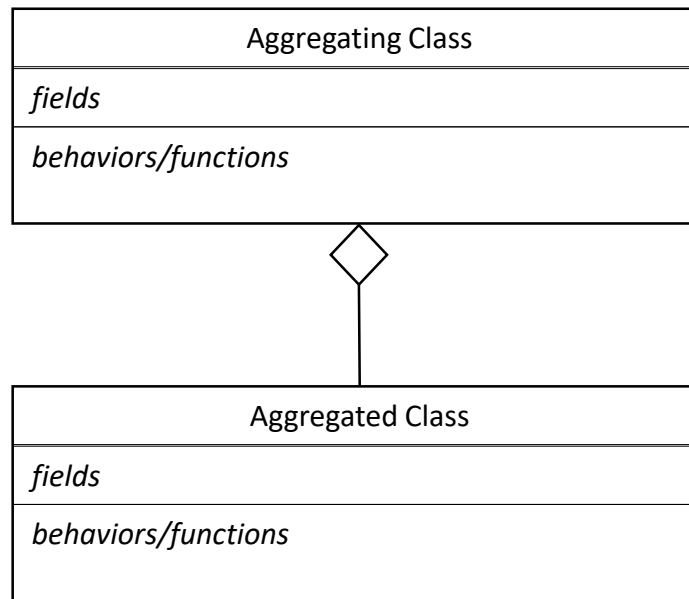 Aggregating Class
fields
behaviors/functions
Aggregated Class
fields
behaviors/functions